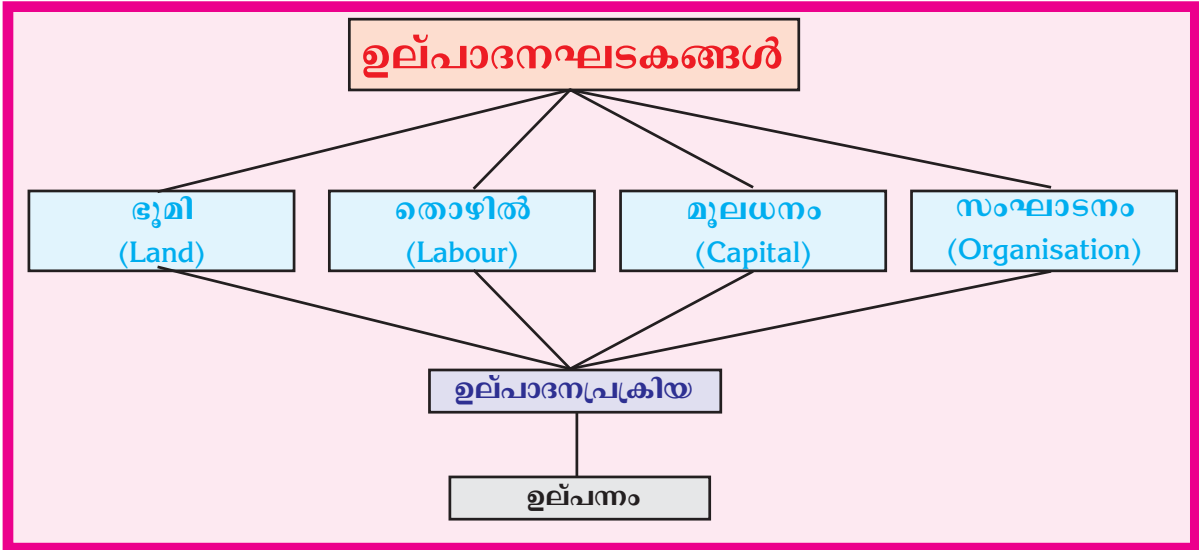 ഉല്പാദനഘടകങ്ങൾ
ഭൂമി
(Land)
തൊഴിൽ
(Labour)
മൂലധനം
(Capital)
സംഘാടനം
(Organisation)
ഉല്പാദനപ്രക്രിയ
ഉല്പന്നം